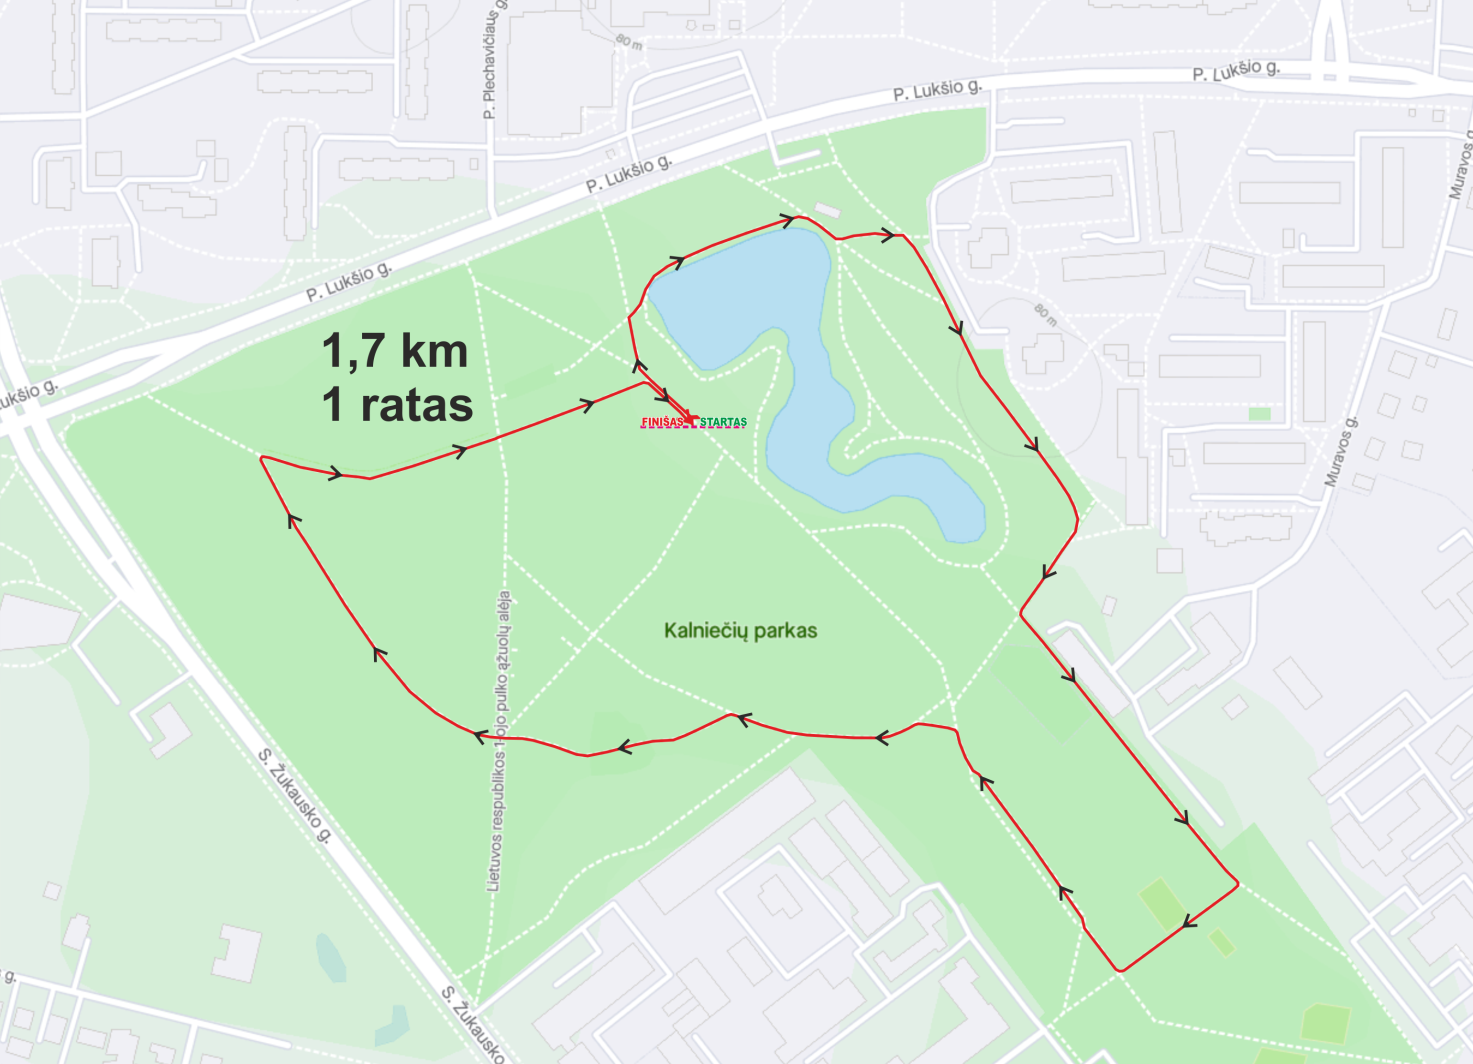 80 m
P. Plechavičiaus g.
P. Lukšio g.
P. Lukšio g.
P. Lukšio g.
P. Lukšio g.
Muravos g.
80 m
1,7 km
1 ratas
FINIŠAS
STARTAS
Muravos g.
Kalniečių parkas
Lietuvos respublikos 1-ojo pulko ąžuolų alėja
S. Žukausko g.
g.
S. Žukausko